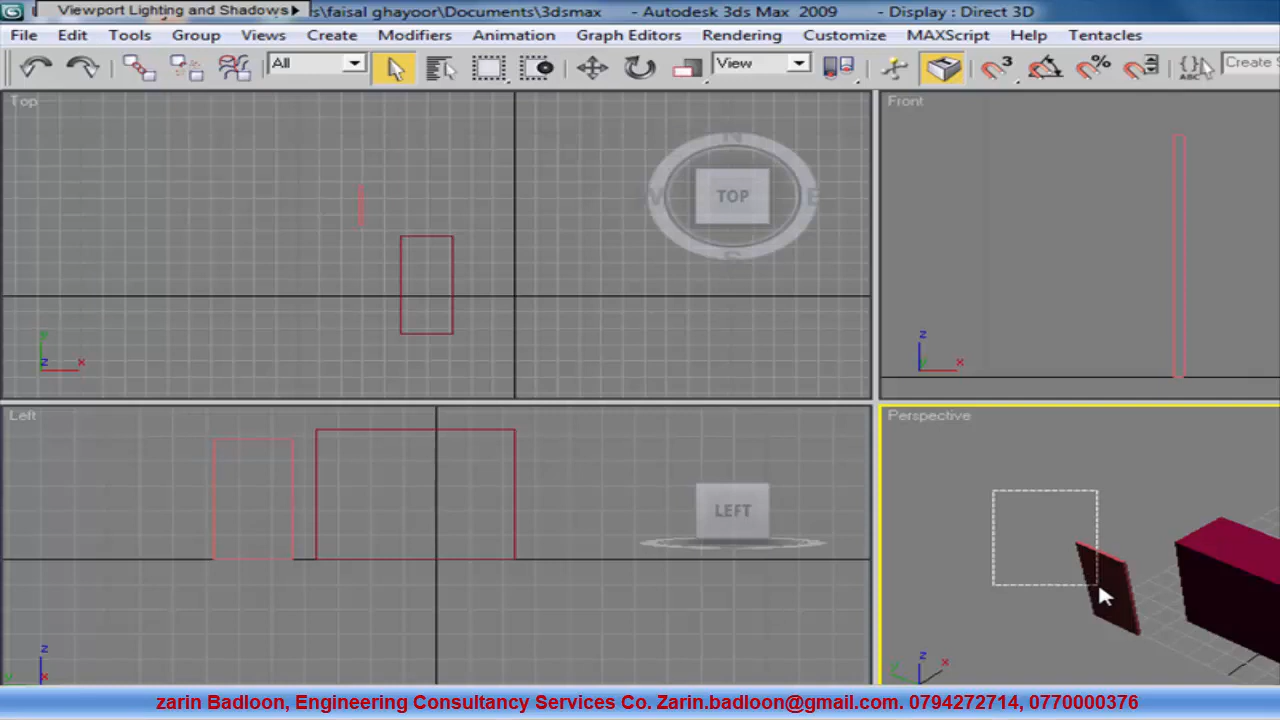 Viewport Lighting and Shadows
s\faisal ghayoor\Documents\3dsmax - Autodesk 3ds Max 2009 - Display : Direct 3D
File Edit Tools Group Views Create Modifiers Animation Graph Editors Rendering Customize MAXScript Help Tentacles
All View 3 % ABC Create S
Top
N
TOP
E
S
y
z x
Front
z
y x
Left
LEFT
z
y x
Perspective
z
y x
zarin Badloon, Engineering Consultancy Services Co. Zarin.badloon@gmail.com. 0794272714, 0770000376